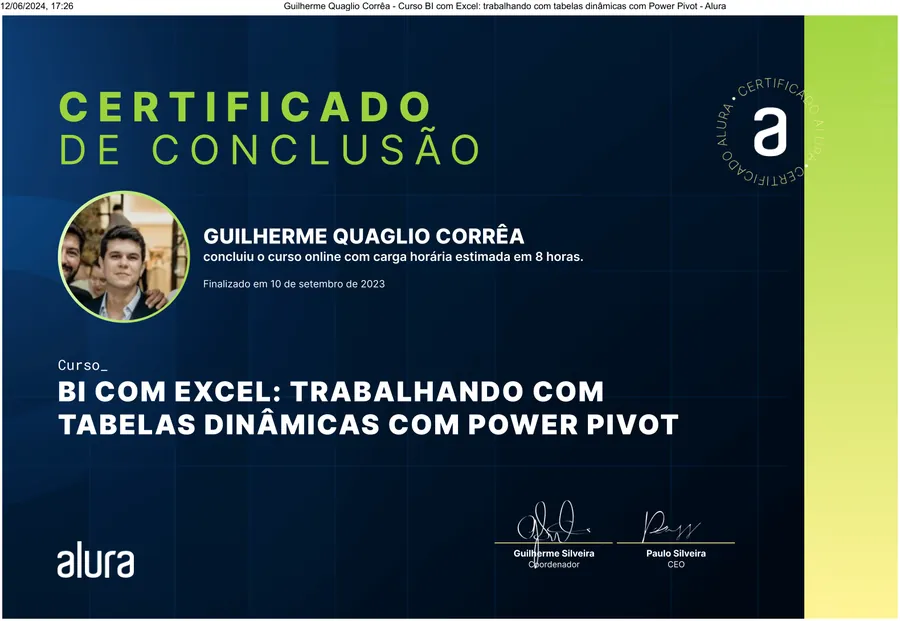 12/06/2024, 17:26
Guilherme Quaglio Corrêa - Curso BI com Excel: trabalhando com tabelas dinâmicas com Power Pivot - Alura
CERTIFICADO
DE CONCLUSÃO
CERTIFICADO ALURA • CERTIFICADO ALURA •
a
GUILHERME QUAGLIO CORRÊA
concluiu o curso online com carga horária estimada em 8 horas.
Finalizado em 10 de setembro de 2023
Curso_
BI COM EXCEL: TRABALHANDO COM
TABELAS DINÂMICAS COM POWER PIVOT
alura
Guilherme Silveira
Coordenador
Paulo Silveira
CEO